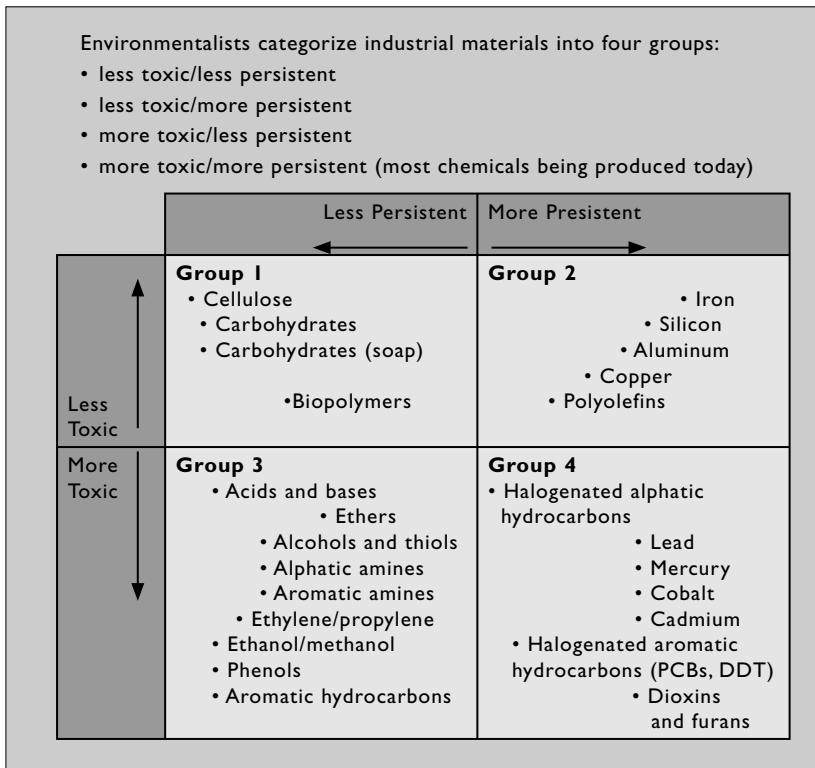 Environmentalists categorize industrial materials into four groups:
• less toxic/less persistent
• less toxic/more persistent
• more toxic/less persistent
• more toxic/more persistent (most chemicals being produced today)
Less Persistent
More Presistent
Less
Toxic
Group 1
• Cellulose
• Carbohydrates
• Carbohydrates (soap)
•Biopolymers
Group 2
• Iron
• Silicon
• Aluminum
• Copper
• Polyolefins
More
Toxic
Group 3
• Acids and bases
• Ethers
• Alcohols and thiols
• Alphatic amines
• Aromatic amines
• Ethylene/propylene
• Ethanol/methanol
• Phenols
• Aromatic hydrocarbons
Group 4
• Halogenated alphatic
hydrocarbons
• Lead
• Mercury
• Cobalt
• Cadmium
• Halogenated aromatic
hydrocarbons (PCBs, DDT)
• Dioxins
and furans